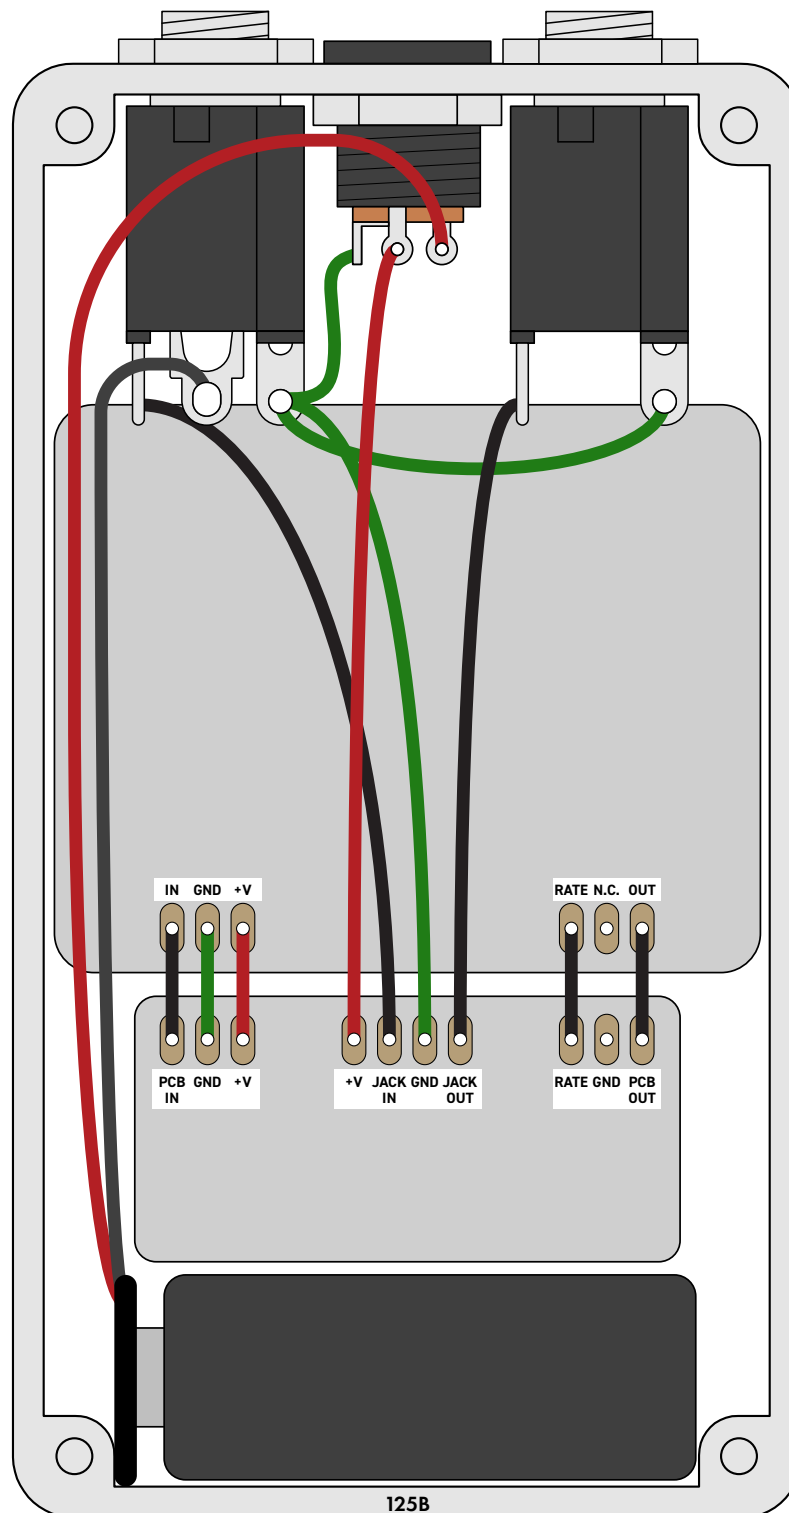 IN GND +V
RATE N.C. OUT
PCB IN GND +V
+V JACK IN GND JACK OUT
RATE GND PCB OUT
125B